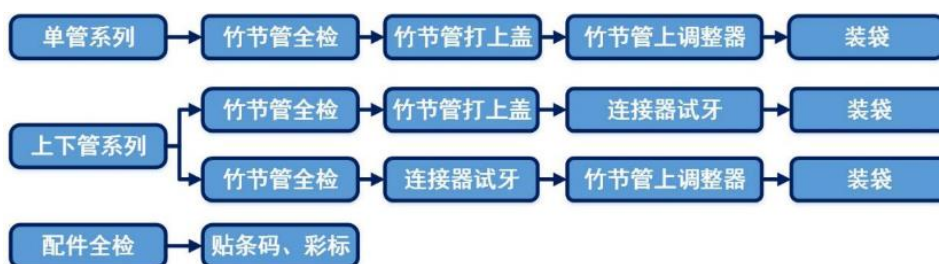 单管系列
竹节管全检
竹节管打上盖
竹节管上调整器
装袋
上下管系列
竹节管全检
竹节管打上盖
连接器试牙
装袋
竹节管全检
连接器试牙
竹节管上调整器
装袋
配件全检
贴条码、彩标